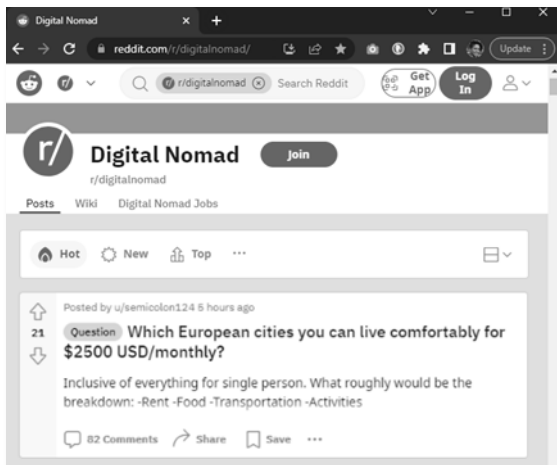 Digital Nomad
reddit.com/r/digitalnomad/
Update
r/digitalnomad
Search Reddit
Get App
Log In
r/
Digital Nomad
Join
r/digitalnomad
Posts
Wiki
Digital Nomad Jobs
Hot
New
Top
Posted by u/semicolon124 5 hours ago
21
Question Which European cities you can live comfortably for
$2500 USD/monthly?
Inclusive of everything for single person. What roughly would be the
breakdown: -Rent -Food -Transportation -Activities
82 Comments
Share
Save